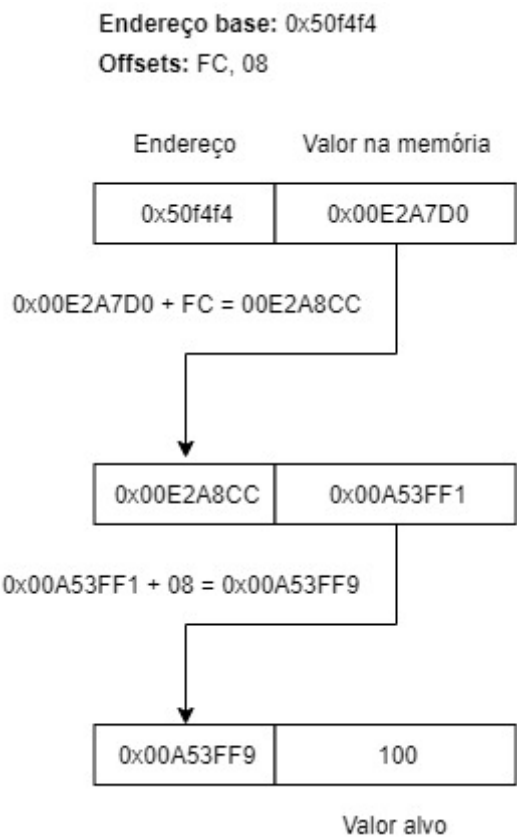 Endereço base: 0x50f4f4
Offsets: FC, 08
Endereço Valor na memória
0x50f4f4 0x00E2A7D0
0x00E2A7D0 + FC = 00E2A8CC
0x00E2A8CC 0x00A53FF1
0x00A53FF1 + 08 = 0x00A53FF9
0x00A53FF9 100
Valor alvo